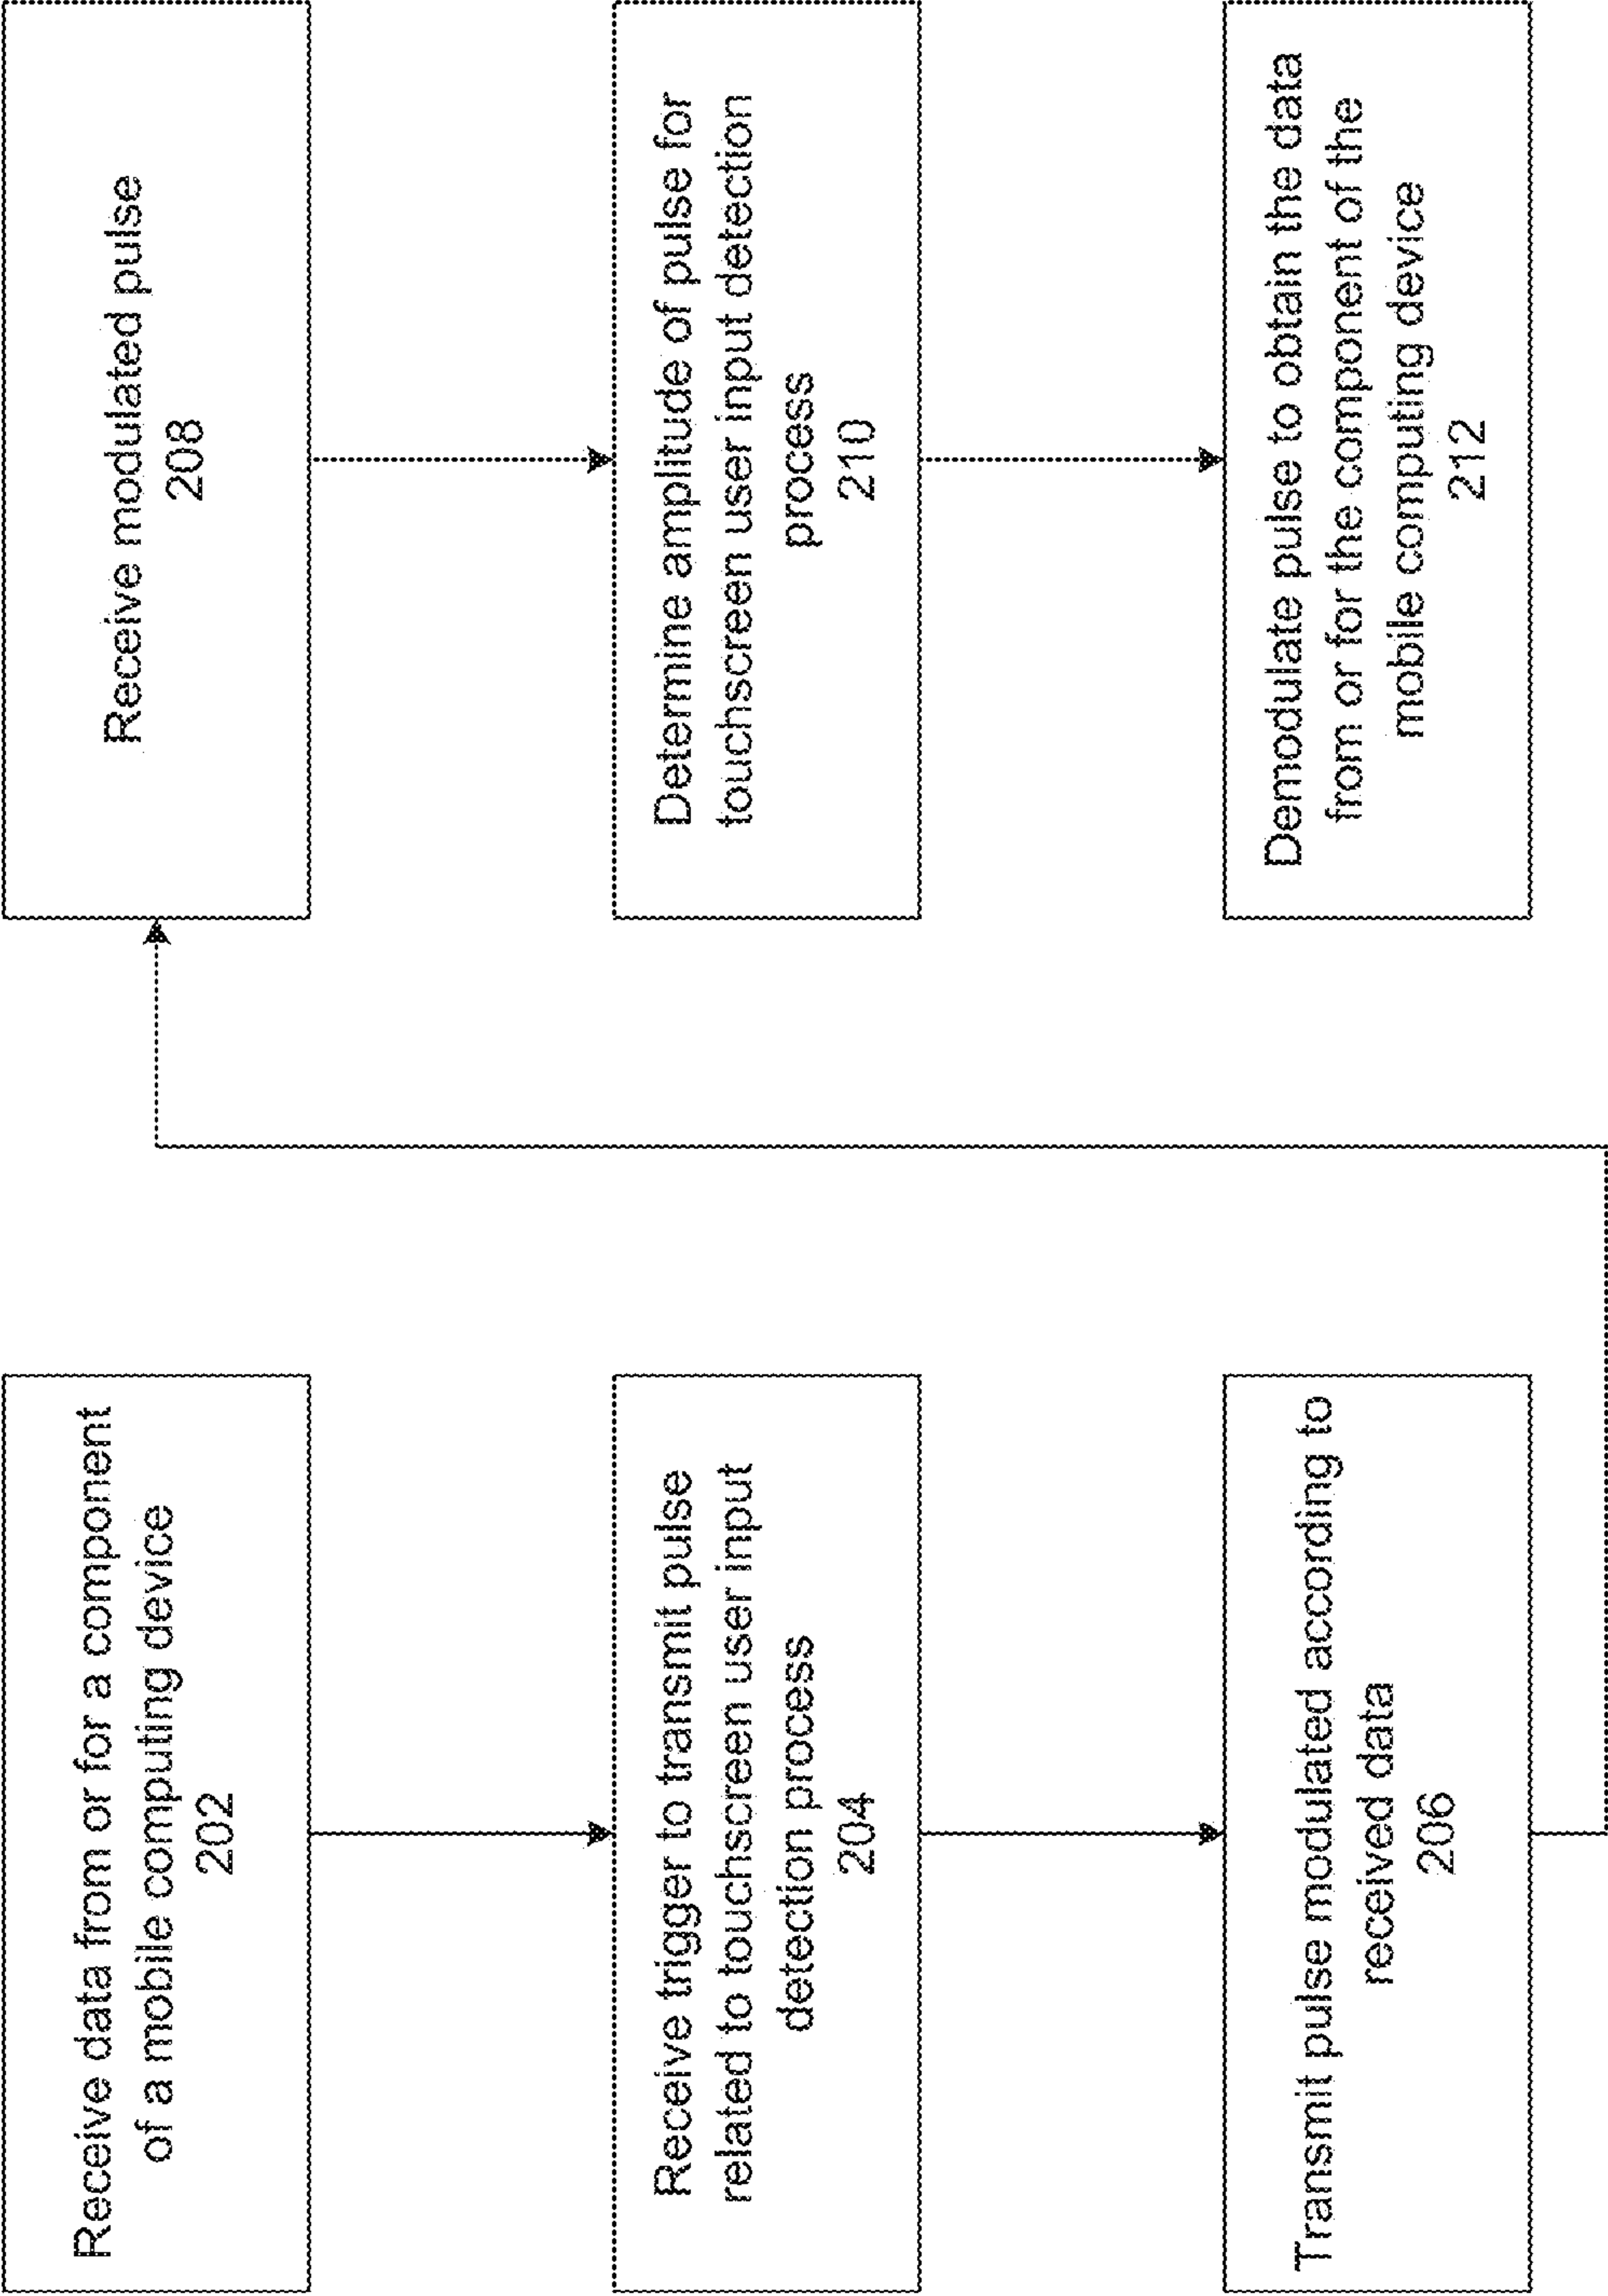 Receive data from or for a component
of a mobile computing device
202
Receive trigger to transmit pulse
related to touchscreen user input
detection process
204
Transmit pulse modulated according to
received data
206
Receive modulated pulse
208
Determine amplitude of pulse for
touchscreen user input detection
process
210
Demodulate pulse to obtain the data
from or for the component of the
mobile computing device
212